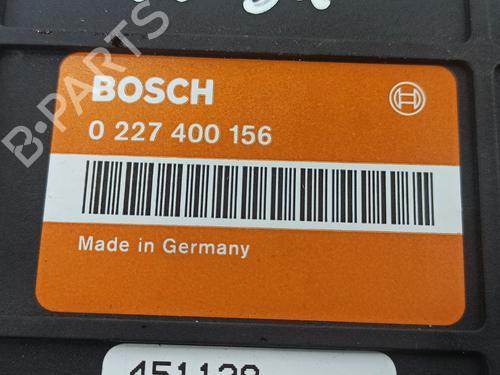 BOSCH
0 227 400 156
Made in Germany
B-PARTS